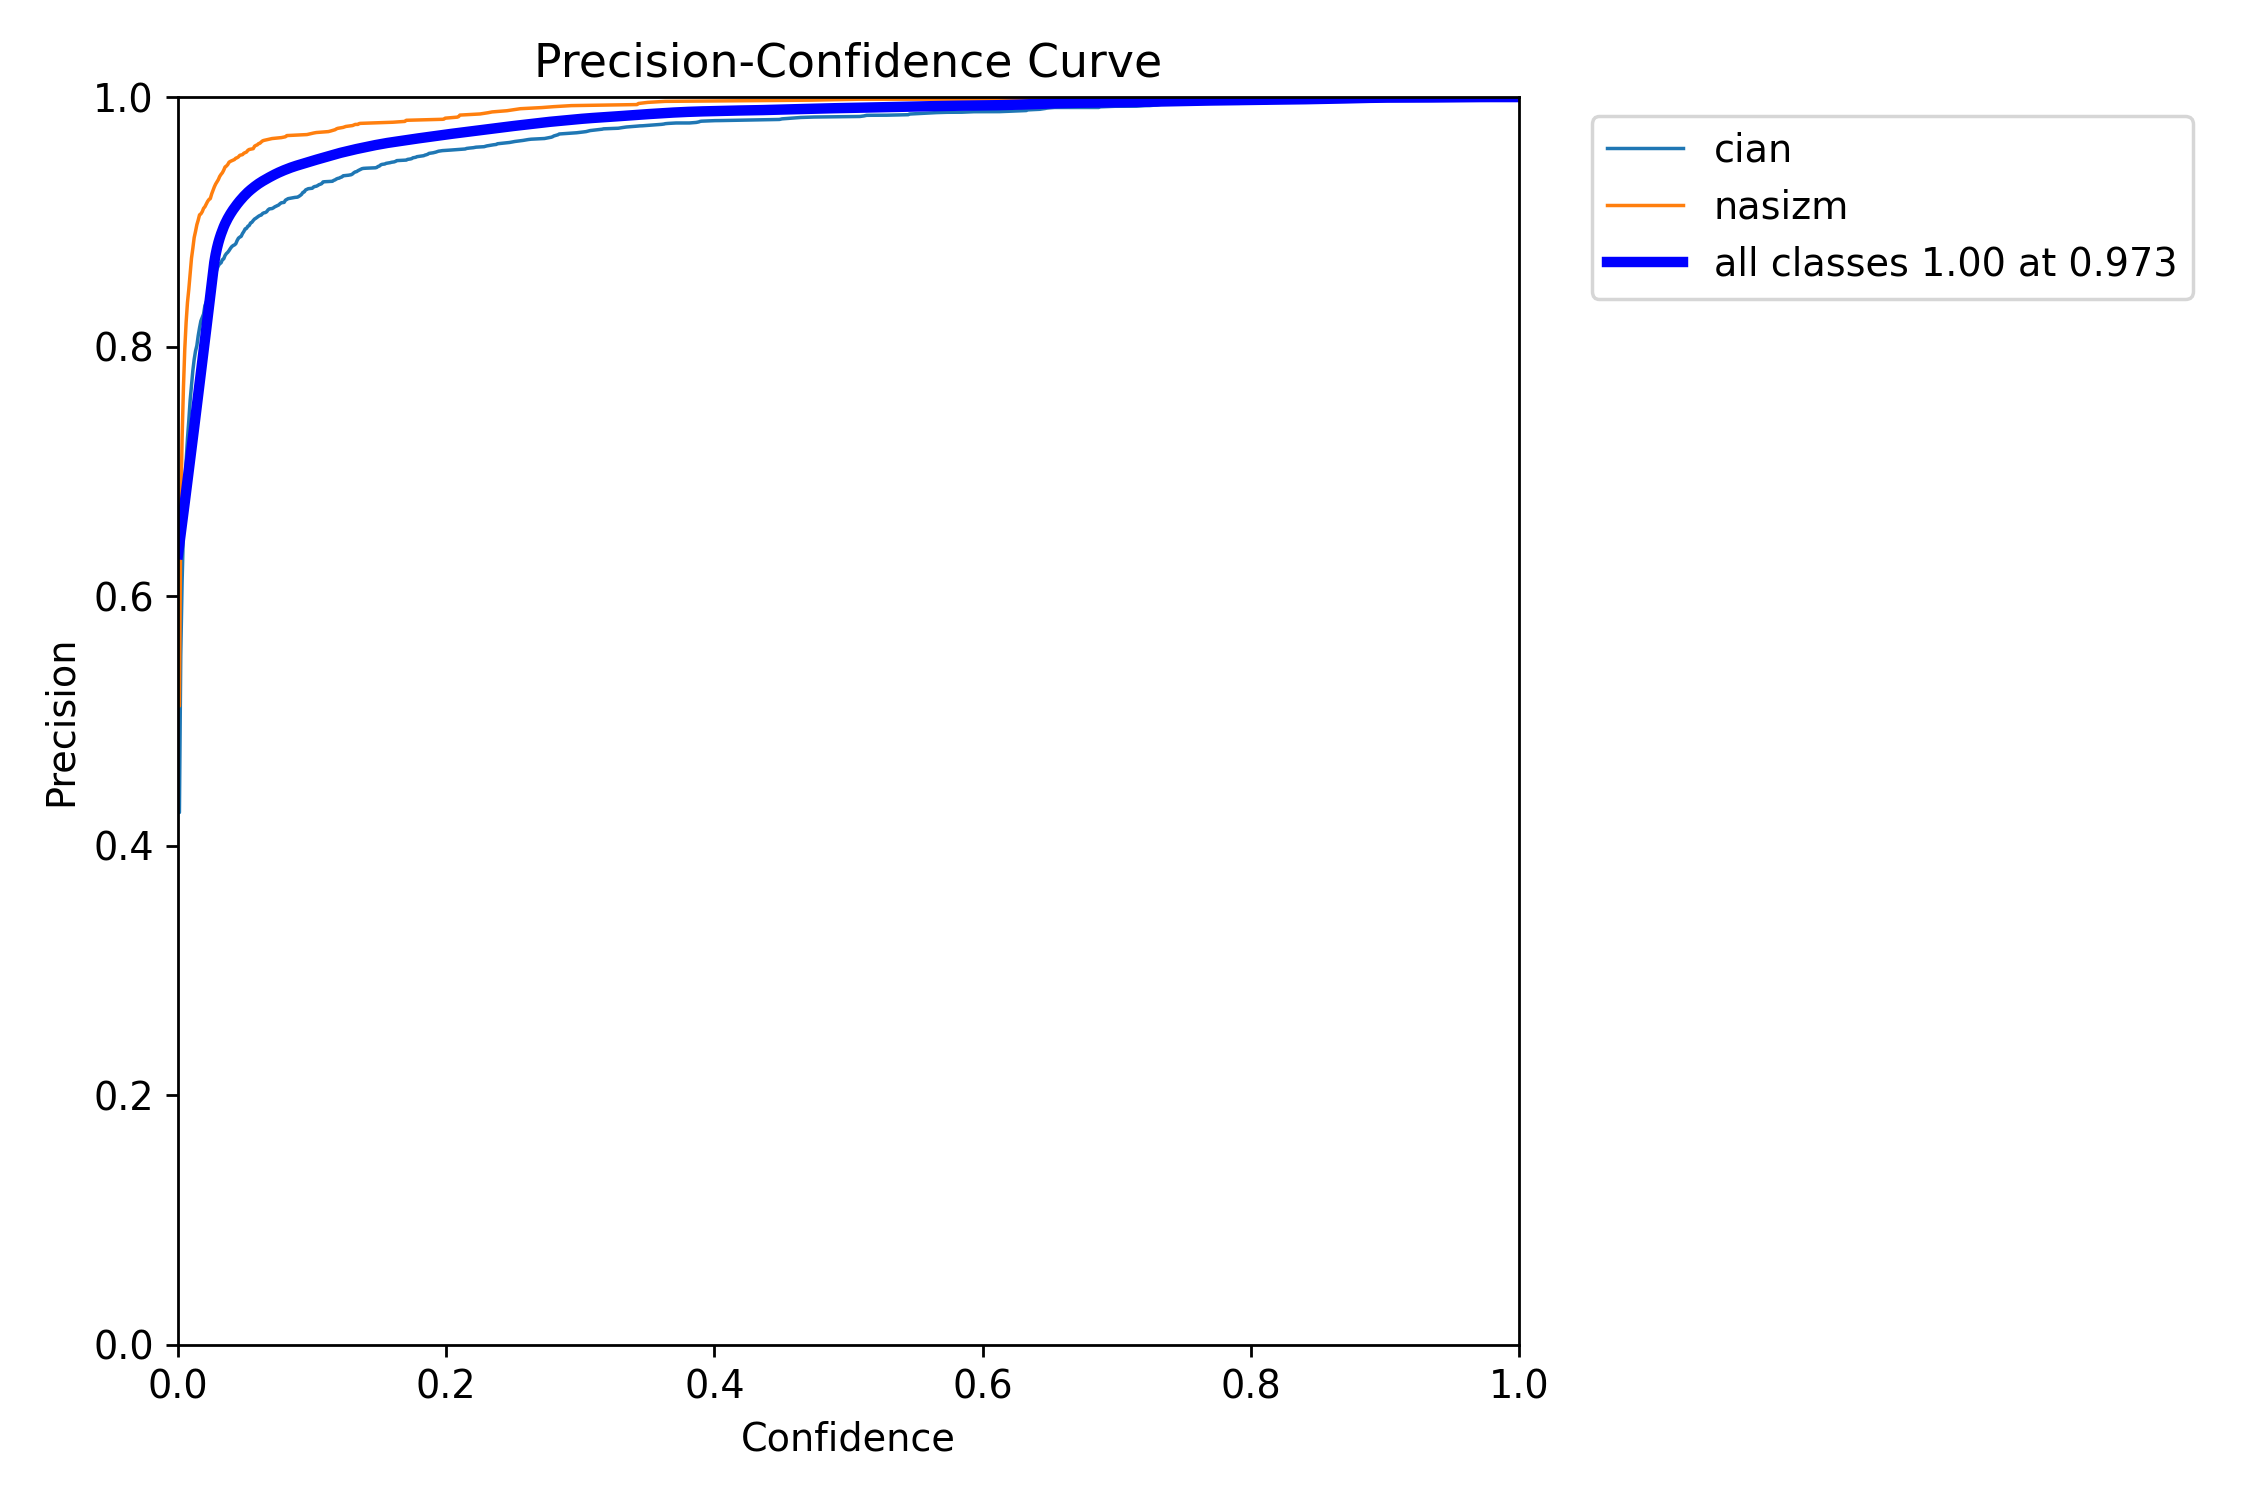 Precision-Confidence Curve
1.0
0.8
0.6
0.4
0.2
0.0
Precision
0.0 0.2 0.4 0.6 0.8 1.0
Confidence
cian
nasizm
all classes 1.00 at 0.973